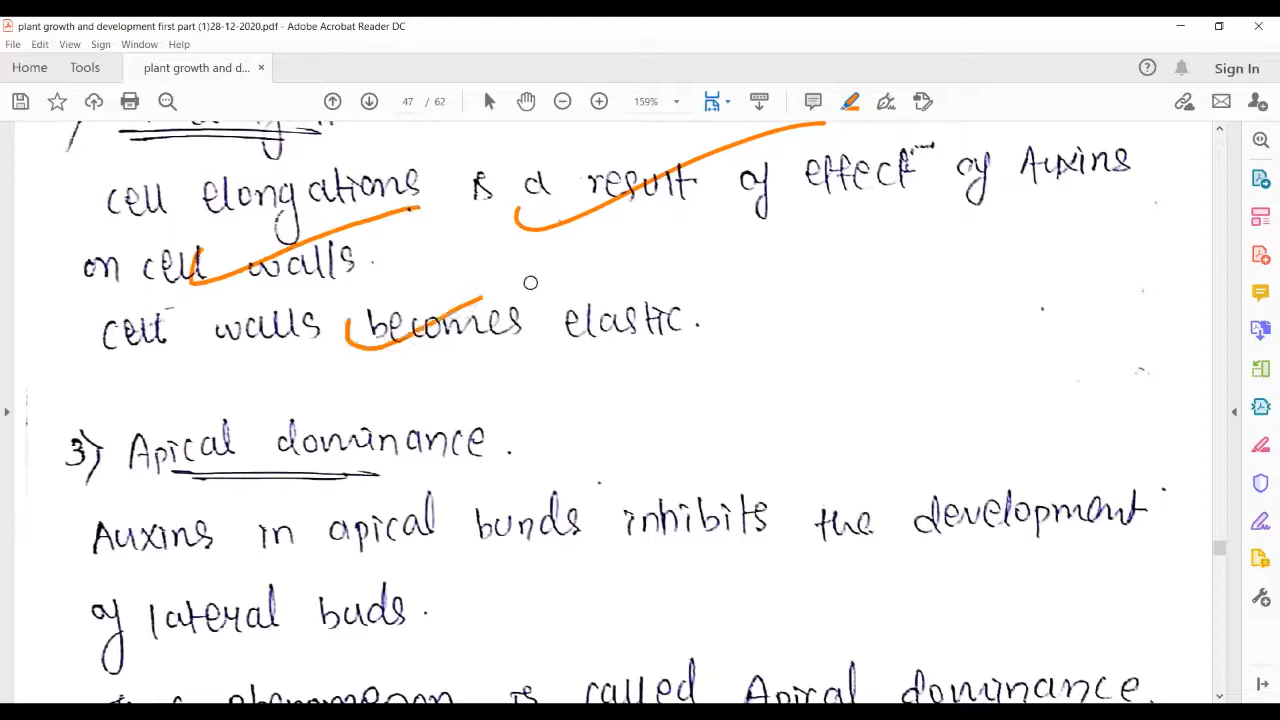 plant growth and development first part (1)28-12-2020.pdf - Adobe Acrobat Reader DC
File Edit View Sign Window Help
Home Tools plant growth and d... × Sign In
47 / 62 159%
cell elongations is a result of effect of Auxins
on cell walls.
cell walls becomes elastic.
3) Apical dominance.
Auxins in apical bunds inhibits the development
of lateral buds.
phenomenon is called Apical dominance.